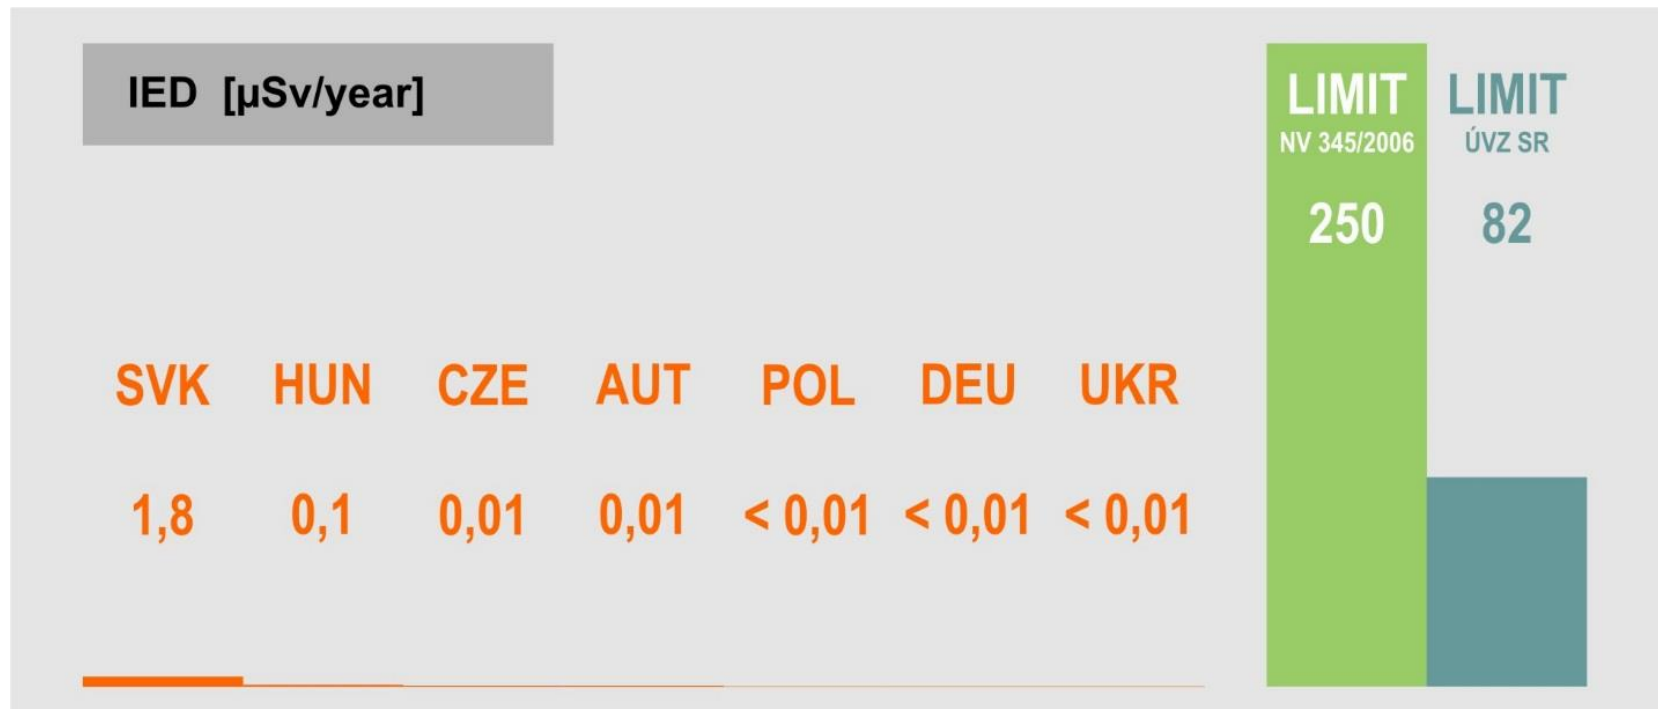 IED [µSv/year]
LIMIT
NV 345/2006
250
LIMIT
ÚVZ SR
82
SVK HUN CZE AUT POL DEU UKR
1,8 0,1 0,01 0,01 < 0,01 < 0,01 < 0,01